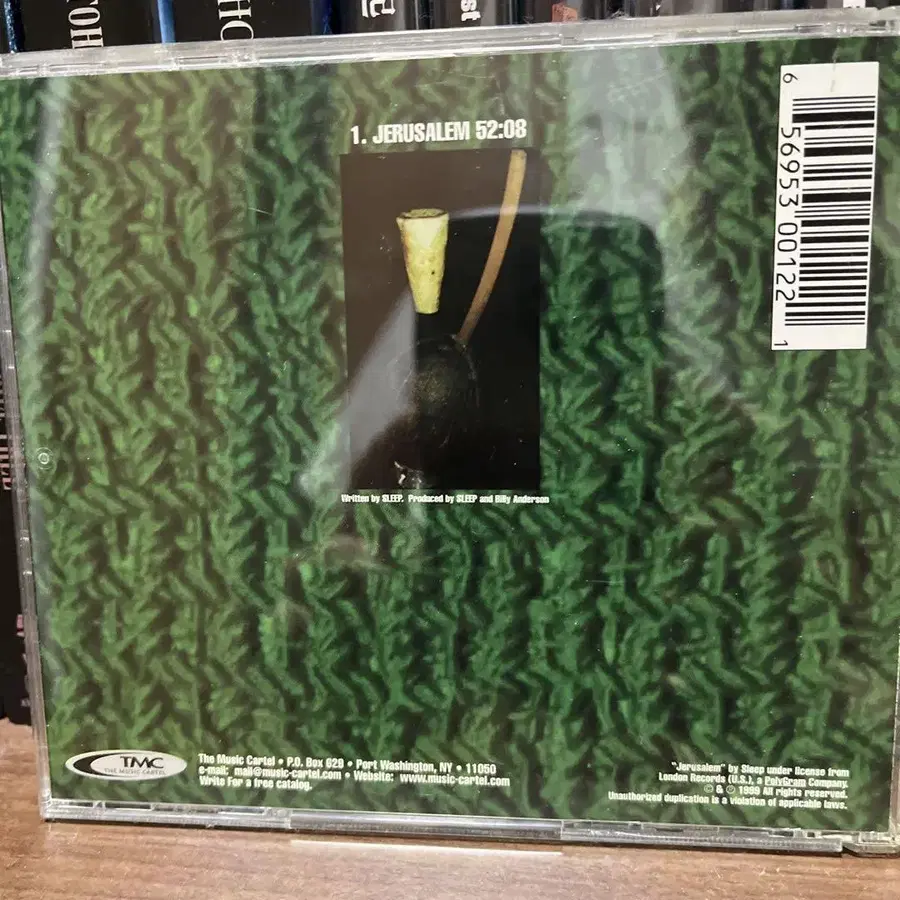 1. JERUSALEM 52:08
6 56953 00122 1
Written by SLEEP. Produced by SLEEP and Billy Anderson
TMC
THE MUSIC CARTEL
The Music Cartel • P.O. Box 629 • Port Washington, NY • 11050
e-mail: mail@music-cartel.com • Website: www.music-cartel.com
Write For a free catalog.
"Jerusalem" by Sleep under license from
London Records (U.S.), a PolyGram Company.
© & ℗ 1999 All rights reserved.
Unauthorized duplication is a violation of applicable laws.